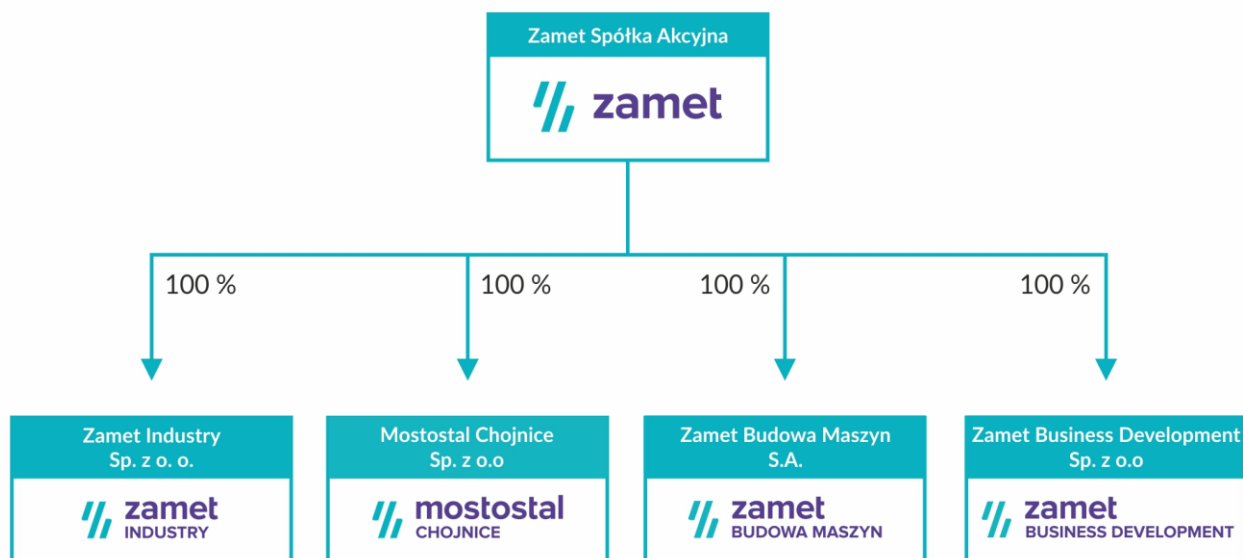 Zamet Spółka Akcyjna
zamet
100 %
100 %
100 %
100 %
Zamet Industry
Sp. z o. o.
zamet
INDUSTRY
Mostostal Chojnice
Sp. z o.o
mostostal
CHOJNICE
Zamet Budowa Maszyn
S.A.
zamet
BUDOWA MASZYN
Zamet Business Development
Sp. z o.o
zamet
BUSINESS DEVELOPMENT